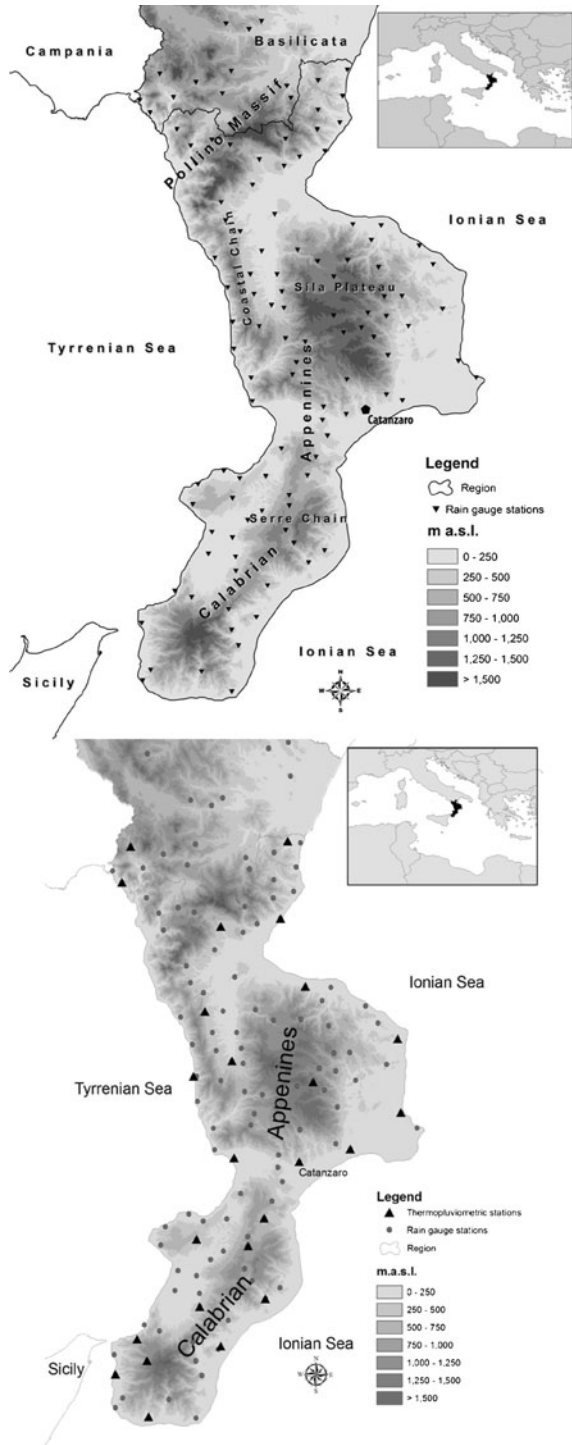 Basilicata
Campania
Pollino Massif
Ionian Sea
Coastal Chain
Sila Plateau
Tyrrenian Sea
Appennines
Catanzaro
Legend
Region
Rain gauge stations
m a.s.l.
0 - 250
250 - 500
500 - 750
750 - 1,000
1,000 - 1,250
1,250 - 1,500
> 1,500
Serre Chain
Calabrian
Ionian Sea
Sicily
N
W E
S
Ionian Sea
Appenines
Tyrrenian Sea
Catanzaro
Legend
Thermopluviometric stations
Rain gauge stations
Region
m.a.s.l.
0 - 250
250 - 500
500 - 750
750 - 1,000
1,000 - 1,250
1,250 - 1,500
> 1,500
Calabrian
Ionian Sea
Sicily
N
W E
S